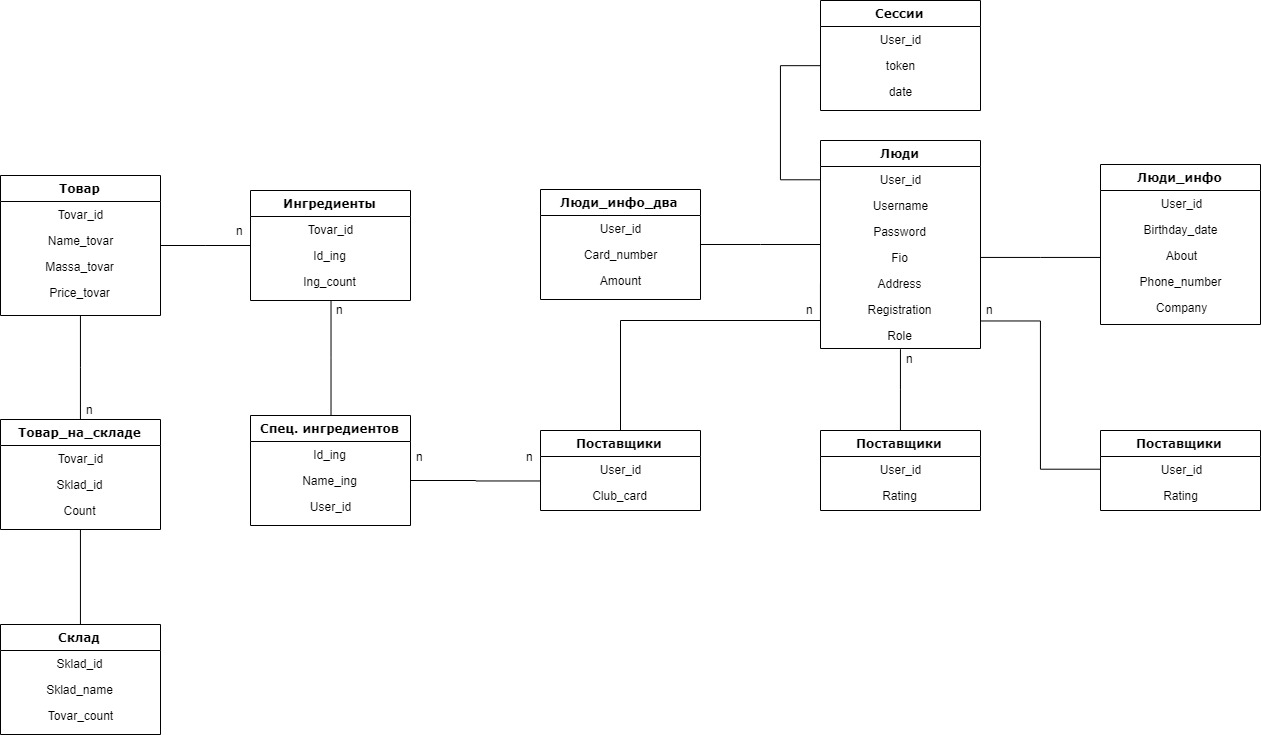 Сессии
User_id
token
date
Люди
User_id
Username
Password
Fio
Address
Registration
Role
Люди_инфо
User_id
Birthday_date
About
Phone_number
Company
Товар
Tovar_id
Name_tovar
Massa_tovar
Price_tovar
n
Ингредиенты
Tovar_id
Id_ing
Ing_count
n
Люди_инфо_два
User_id
Card_number
Amount
n
n
n
n
Товар_на_складе
Tovar_id
Sklad_id
Count
Спец. ингредиентов
Id_ing
Name_ing
User_id
n
n
Поставщики
User_id
Club_card
Поставщики
User_id
Rating
Поставщики
User_id
Rating
Склад
Sklad_id
Sklad_name
Tovar_count